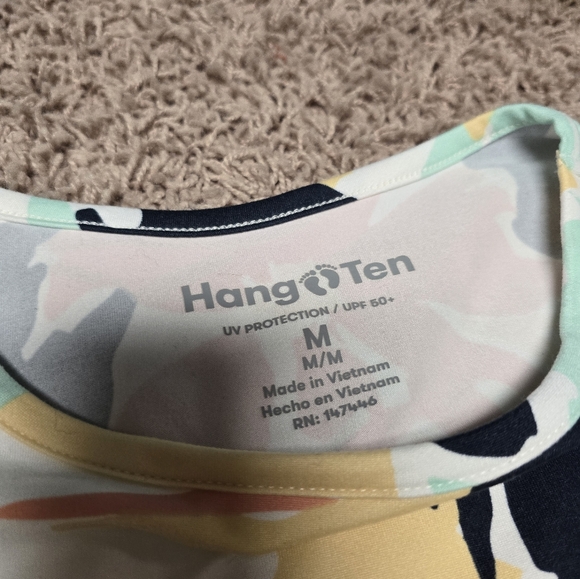 Hang Ten
UV PROTECTION / UPF 50+
M
M/M
Made in Vietnam
Hecho en Vietnam
RN: 147446